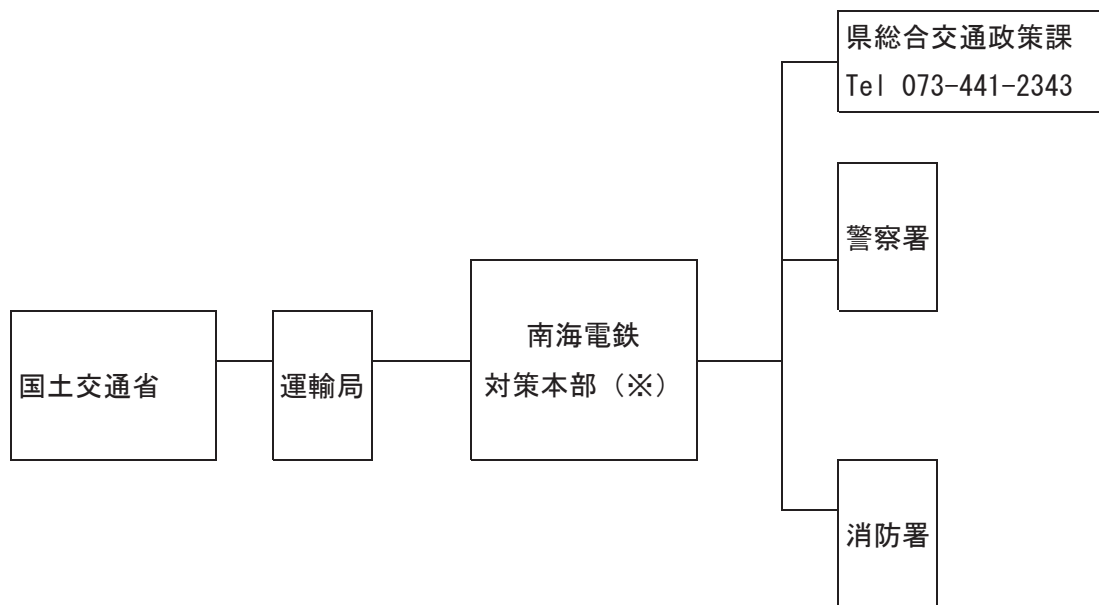 県総合交通政策課
Tel 073-441-2343
警察署
南海電鉄
対策本部（※）
国土交通省
運輸局
消防署